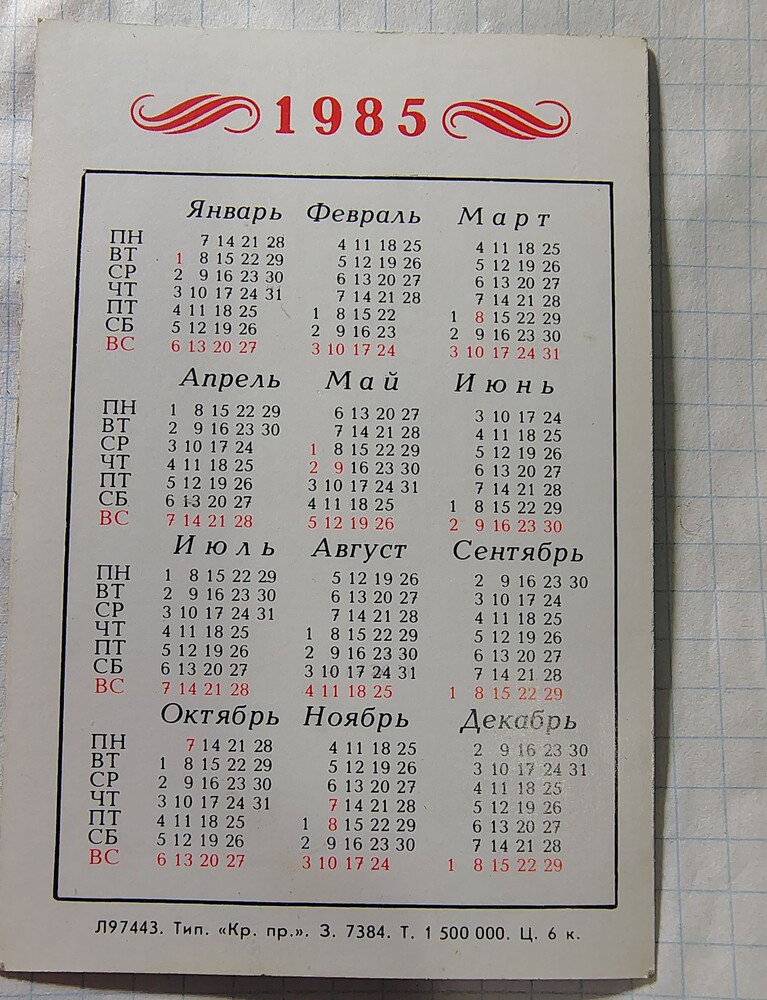 1985
Январь Февраль Март
ПН 7 14 21 28 4 11 18 25 4 11 18 25
ВТ 1 8 15 22 29 5 12 19 26 5 12 19 26
СР 2 9 16 23 30 6 13 20 27 6 13 20 27
ЧТ 3 10 17 24 31 7 14 21 28 7 14 21 28
ПТ 4 11 18 25 1 8 15 22 1 8 15 22 29
СБ 5 12 19 26 2 9 16 23 2 9 16 23 30
ВС 6 13 20 27 3 10 17 24 3 10 17 24 31
Апрель Май Июнь
ПН 1 8 15 22 29 6 13 20 27 3 10 17 24
ВТ 2 9 16 23 30 7 14 21 28 4 11 18 25
СР 3 10 17 24 1 8 15 22 29 5 12 19 26
ЧТ 4 11 18 25 2 9 16 23 30 6 13 20 27
ПТ 5 12 19 26 3 10 17 24 31 7 14 21 28
СБ 6 13 20 27 4 11 18 25 1 8 15 22 29
ВС 7 14 21 28 5 12 19 26 2 9 16 23 30
Июль Август Сентябрь
ПН 1 8 15 22 29 5 12 19 26 2 9 16 23 30
ВТ 2 9 16 23 30 6 13 20 27 3 10 17 24
СР 3 10 17 24 31 7 14 21 28 4 11 18 25
ЧТ 4 11 18 25 1 8 15 22 29 5 12 19 26
ПТ 5 12 19 26 2 9 16 23 30 6 13 20 27
СБ 6 13 20 27 3 10 17 24 31 7 14 21 28
ВС 7 14 21 28 4 11 18 25 1 8 15 22 29
Октябрь Ноябрь Декабрь
ПН 7 14 21 28 4 11 18 25 2 9 16 23 30
ВТ 1 8 15 22 29 5 12 19 26 3 10 17 24 31
СР 2 9 16 23 30 6 13 20 27 4 11 18 25
ЧТ 3 10 17 24 31 7 14 21 28 5 12 19 26
ПТ 4 11 18 25 1 8 15 22 29 6 13 20 27
СБ 5 12 19 26 2 9 16 23 30 7 14 21 28
ВС 6 13 20 27 3 10 17 24 1 8 15 22 29
Л97443. Тип. «Кр. пр.». З. 7384. Т. 1 500 000. Ц. 6 к.